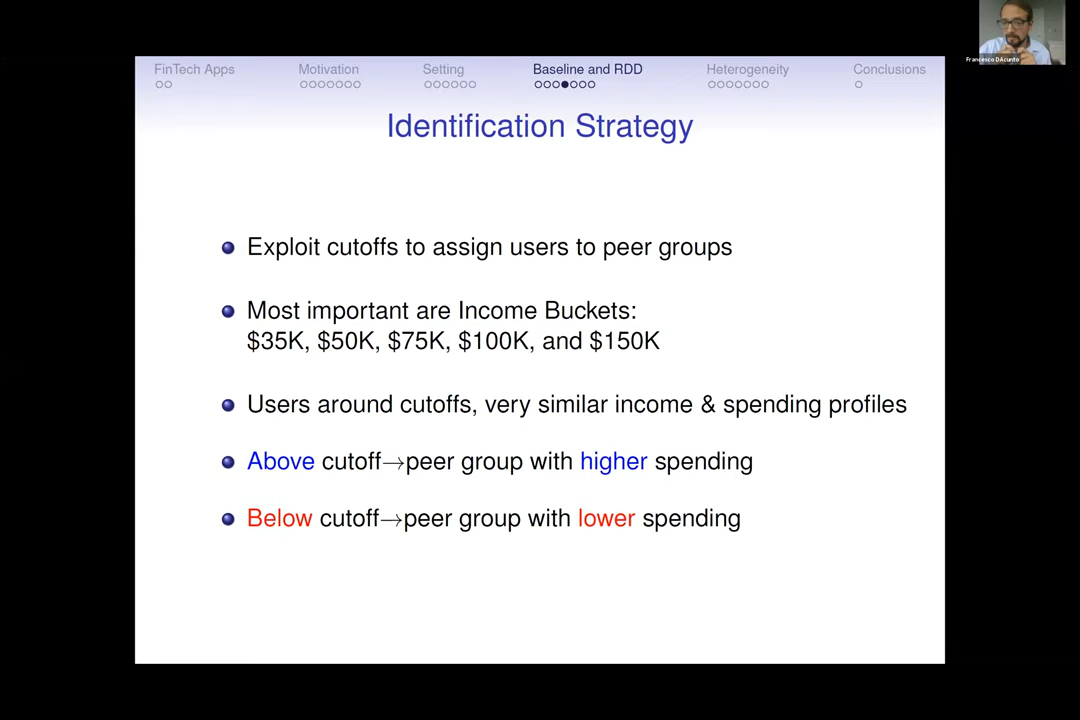 FinTech Apps Motivation Setting Baseline and RDD Heterogeneity Conclusions
Identification Strategy
Exploit cutoffs to assign users to peer groups
Most important are Income Buckets:
$35K, $50K, $75K, $100K, and $150K
Users around cutoffs, very similar income & spending profiles
Above cutoff→peer group with higher spending
Below cutoff→peer group with lower spending
Francesco DAcunto